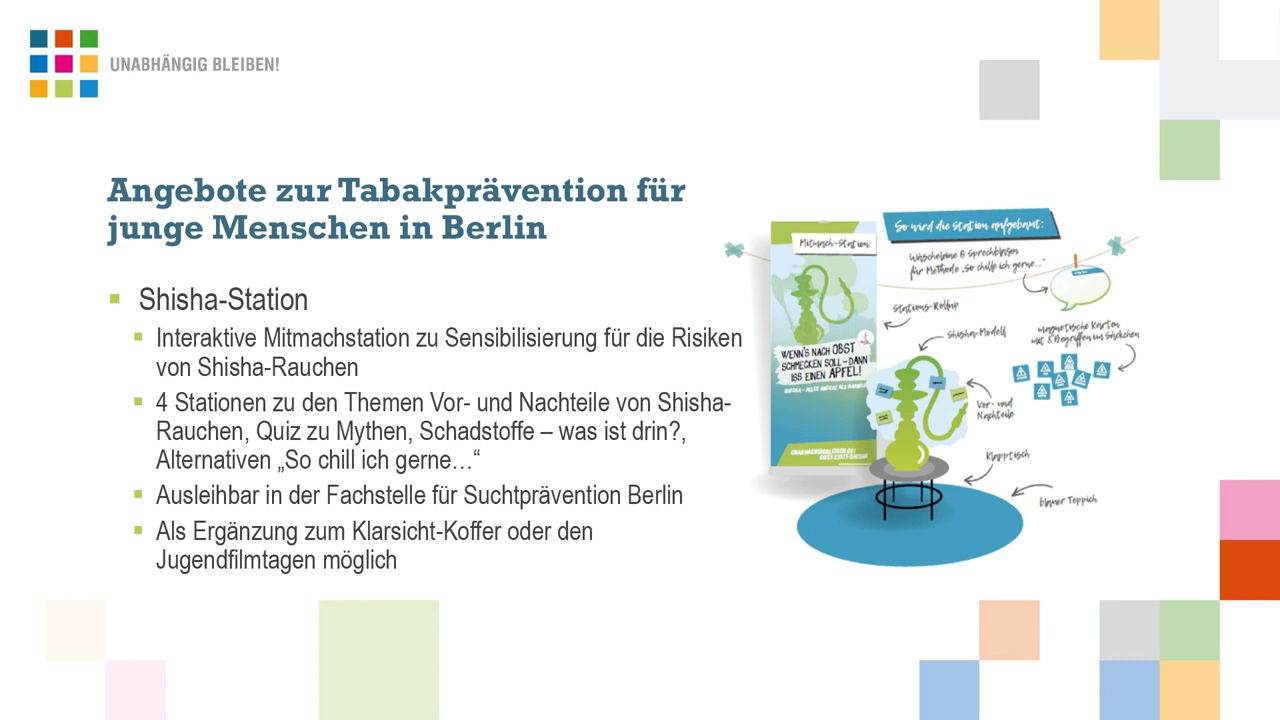 UNABHÄNGIG BLEIBEN!
Angebote zur Tabakprävention für
junge Menschen in Berlin
Shisha-Station
Interaktive Mitmachstation zu Sensibilisierung für die Risiken
von Shisha-Rauchen
4 Stationen zu den Themen Vor- und Nachteile von Shisha-
Rauchen, Quiz zu Mythen, Schadstoffe – was ist drin?,
Alternativen „So chill ich gerne…“
Ausleihbar in der Fachstelle für Suchtprävention Berlin
Als Ergänzung zum Klarsicht-Koffer oder den
Jugendfilmtagen möglich
So wird die Station aufgebaut:
Mitmach-Station:
Wäscheleine & Sprechblasen
für Methode „So chille ich gerne...“
Stations-Rollup
Shisha-Modell
magnetische Karten
mit 8 Begriffen im Säckchen
WENN'S NACH OBST
SCHMECKEN SOLL – DANN
ISS EINEN APFEL!
Vor- und
Nachteile
Klapptisch
blauer Teppich